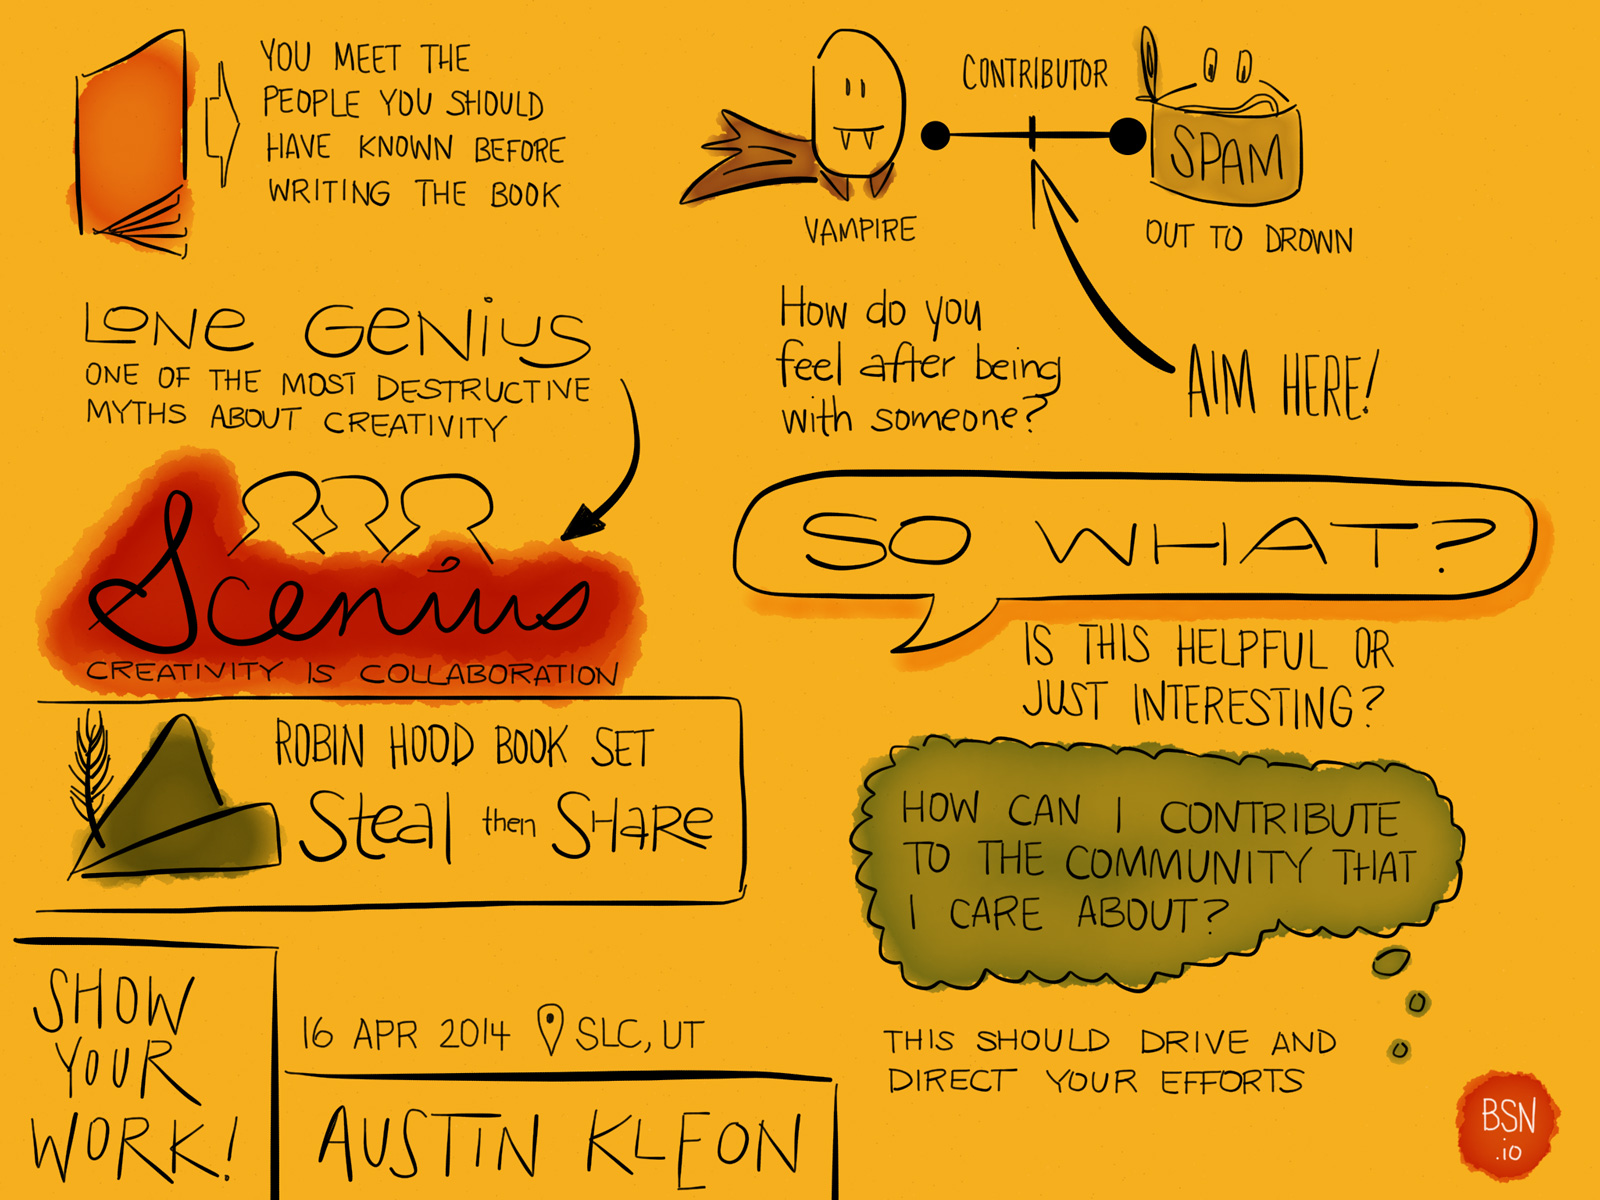 YOU MEET THE
PEOPLE YOU SHOULD
HAVE KNOWN BEFORE
WRITING THE BOOK
LONE GENIUS
ONE OF THE MOST DESTRUCTIVE
MYTHS ABOUT CREATIVITY
Scenius
CREATIVITY IS COLLABORATION
ROBIN HOOD BOOK SET
Steal then SHaRe
SHOW
YOUR
WORK!
16 APR 2014 SLC, UT
AUSTIN KLEON
CONTRIBUTOR
SPAM
VAMPIRE
OUT TO DROWN
How do you
feel after being
with someone?
AIM HERE!
SO WHAT?
IS THIS HELPFUL OR
JUST INTERESTING?
HOW CAN I CONTRIBUTE
TO THE COMMUNITY THAT
I CARE ABOUT?
THIS SHOULD DRIVE AND
DIRECT YOUR EFFORTS
BSN
.io